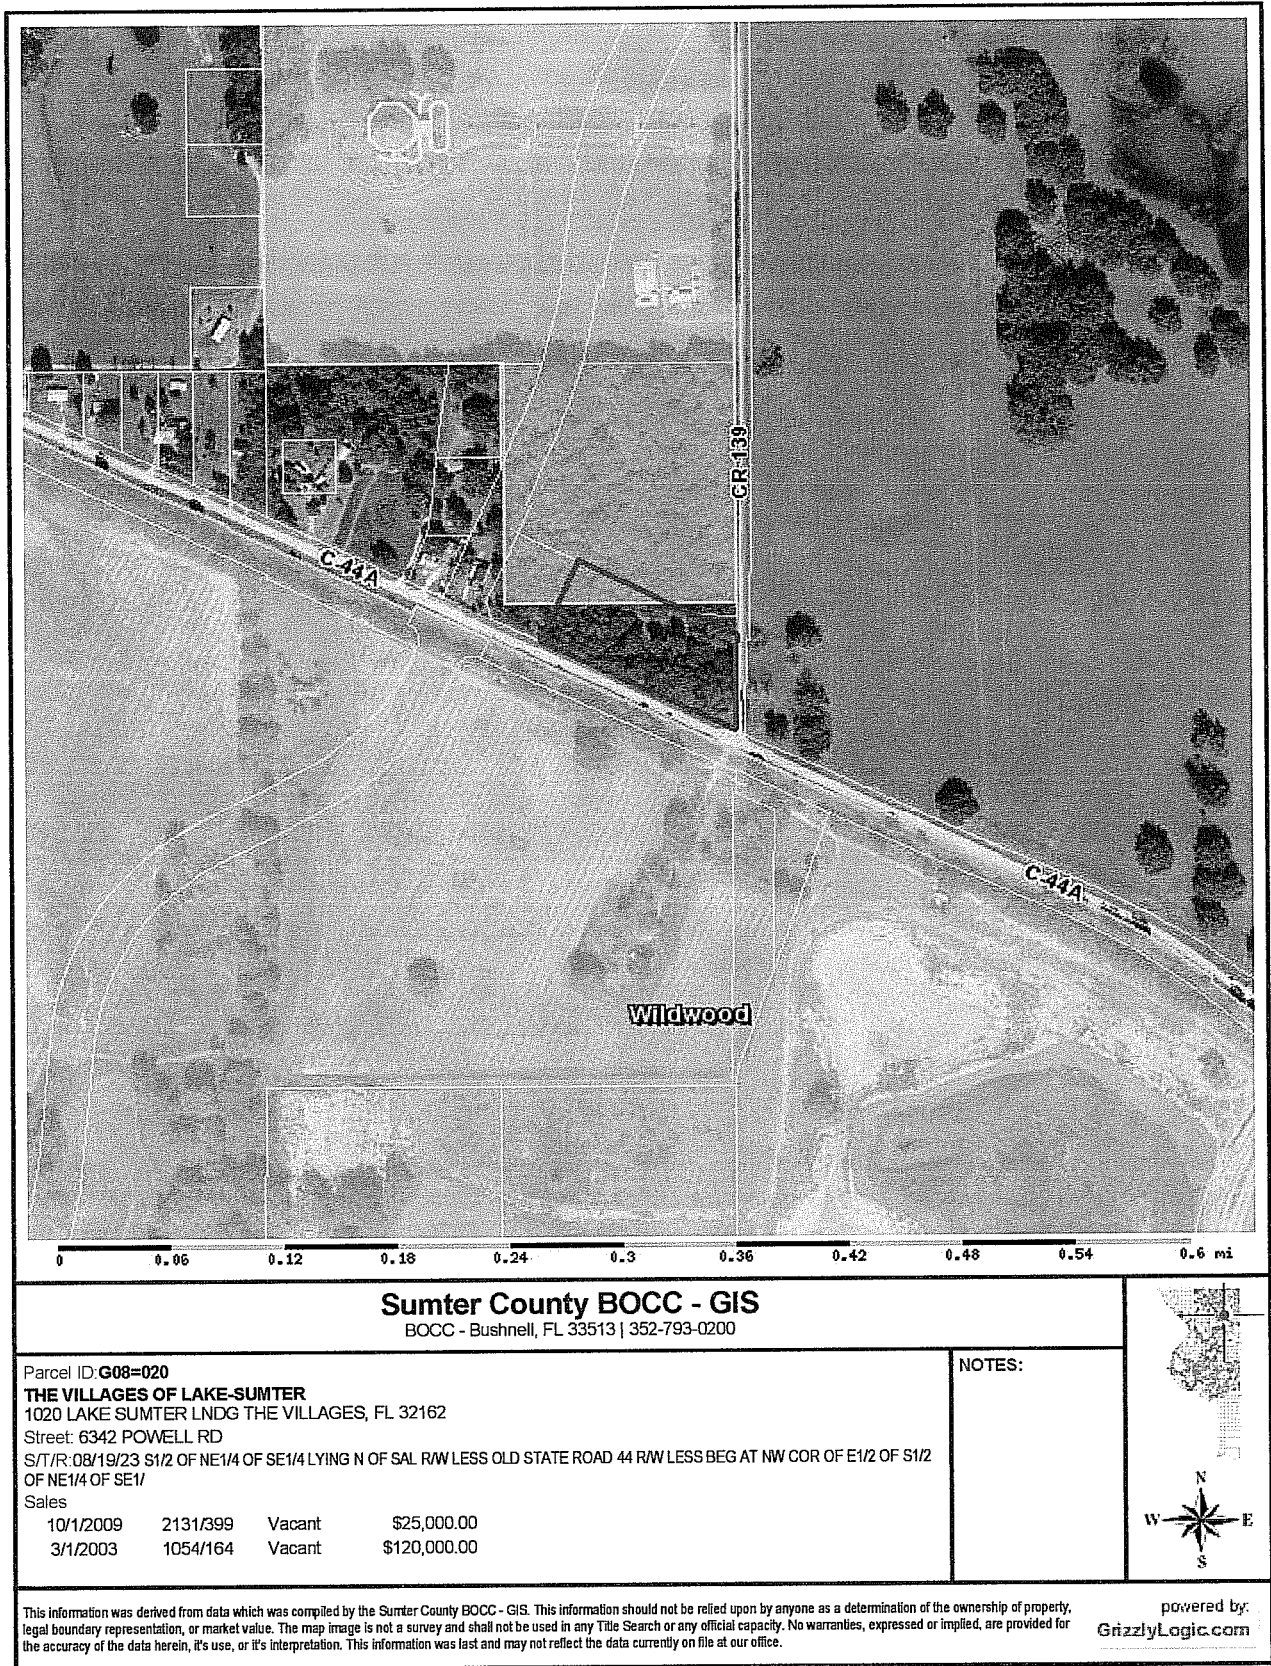 CR 139
C-44A
C-44A
Wildwood
0 0.06 0.12 0.18 0.24 0.3 0.36 0.42 0.48 0.54 0.6 mi
Sumter County BOCC - GIS
BOCC - Bushnell, FL 33513 | 352-793-0200
Parcel ID:G08=020
THE VILLAGES OF LAKE-SUMTER
1020 LAKE SUMTER LNDG THE VILLAGES, FL 32162
Street: 6342 POWELL RD
S/T/R:08/19/23 S1/2 OF NE1/4 OF SE1/4 LYING N OF SAL R/W LESS OLD STATE ROAD 44 R/W LESS BEG AT NW COR OF E1/2 OF S1/2
OF NE1/4 OF SE1/
Sales
10/1/2009 2131/399 Vacant $25,000.00
3/1/2003 1054/164 Vacant $120,000.00
NOTES:
N
W E
S
This information was derived from data which was compiled by the Sumter County BOCC - GIS. This information should not be relied upon by anyone as a determination of the ownership of property,
legal boundary representation, or market value. The map image is not a survey and shall not be used in any Title Search or any official capacity. No warranties, expressed or implied, are provided for
the accuracy of the data herein, it's use, or it's interpretation. This information was last and may not reflect the data currently on file at our office.
powered by:
GrizzlyLogic.com